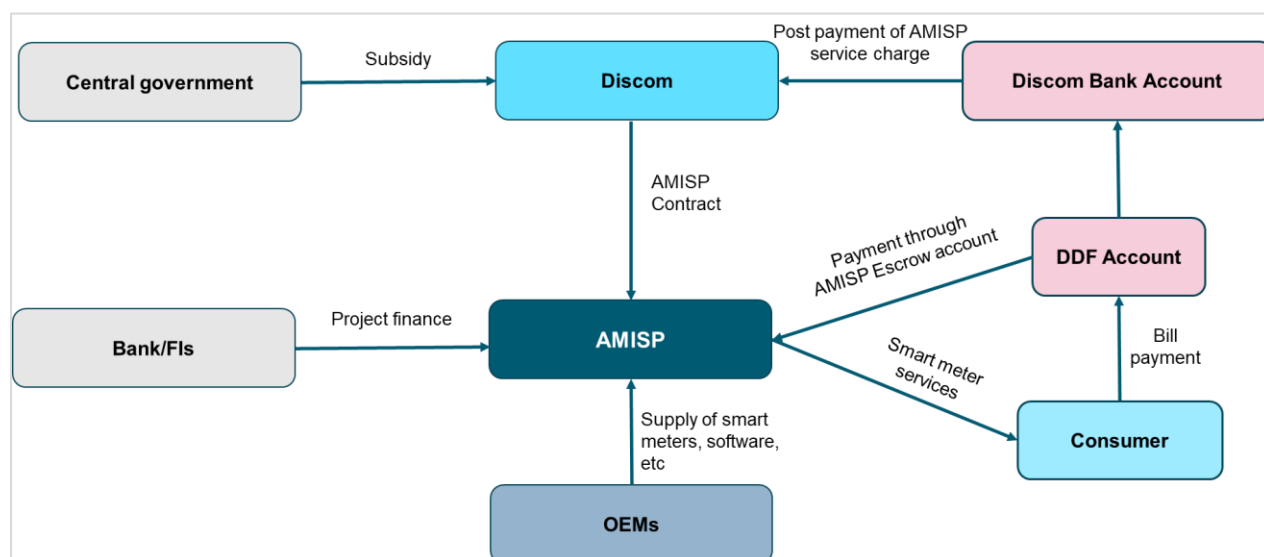 Central government
Subsidy
Discom
Post payment of AMISP
service charge
Discom Bank Account
AMISP
Contract
Payment through
AMISP Escrow account
DDF Account
Bank/FIs
Project finance
AMISP
Smart meter
services
Bill
payment
Supply of smart
meters, software,
etc
Consumer
OEMs